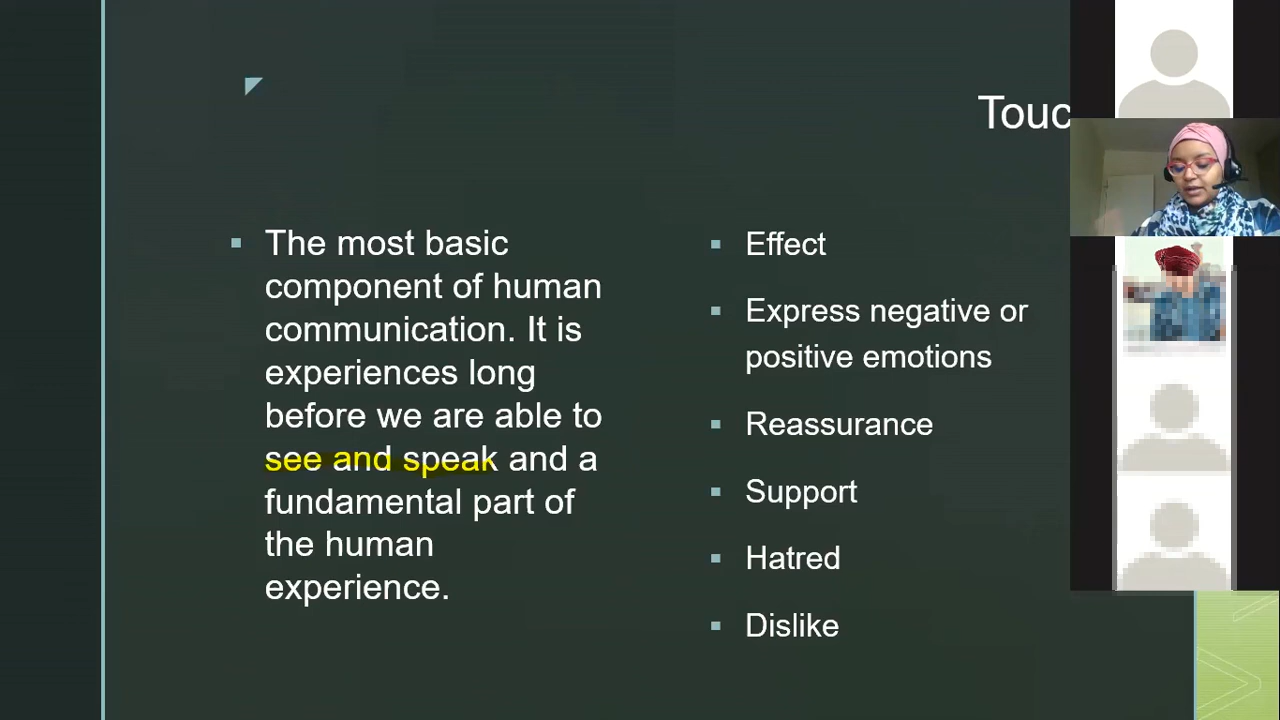 Touc
The most basic
component of human
communication. It is
experiences long
before we are able to
see and speak and a
fundamental part of
the human
experience.
Effect
Express negative or
positive emotions
Reassurance
Support
Hatred
Dislike